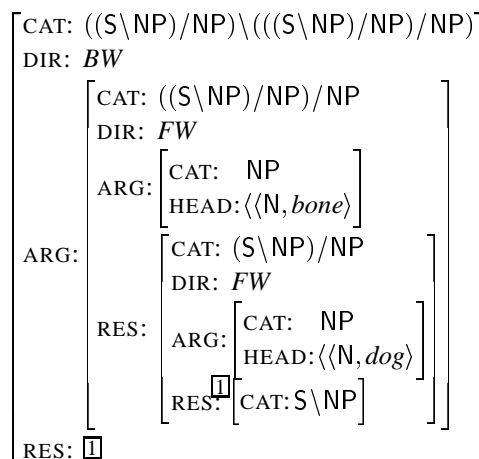 CAT: ((S\NP)/NP)\(((S\NP)/NP)/NP)
DIR: BW
CAT: ((S\NP)/NP)/NP
DIR: FW
ARG: CAT: NP
HEAD:⟨⟨N, bone⟩
ARG:
RES: CAT: (S\NP)/NP
DIR: FW
ARG: CAT: NP
HEAD:⟨⟨N, dog⟩
RES: 1 CAT: S\NP
RES: 1